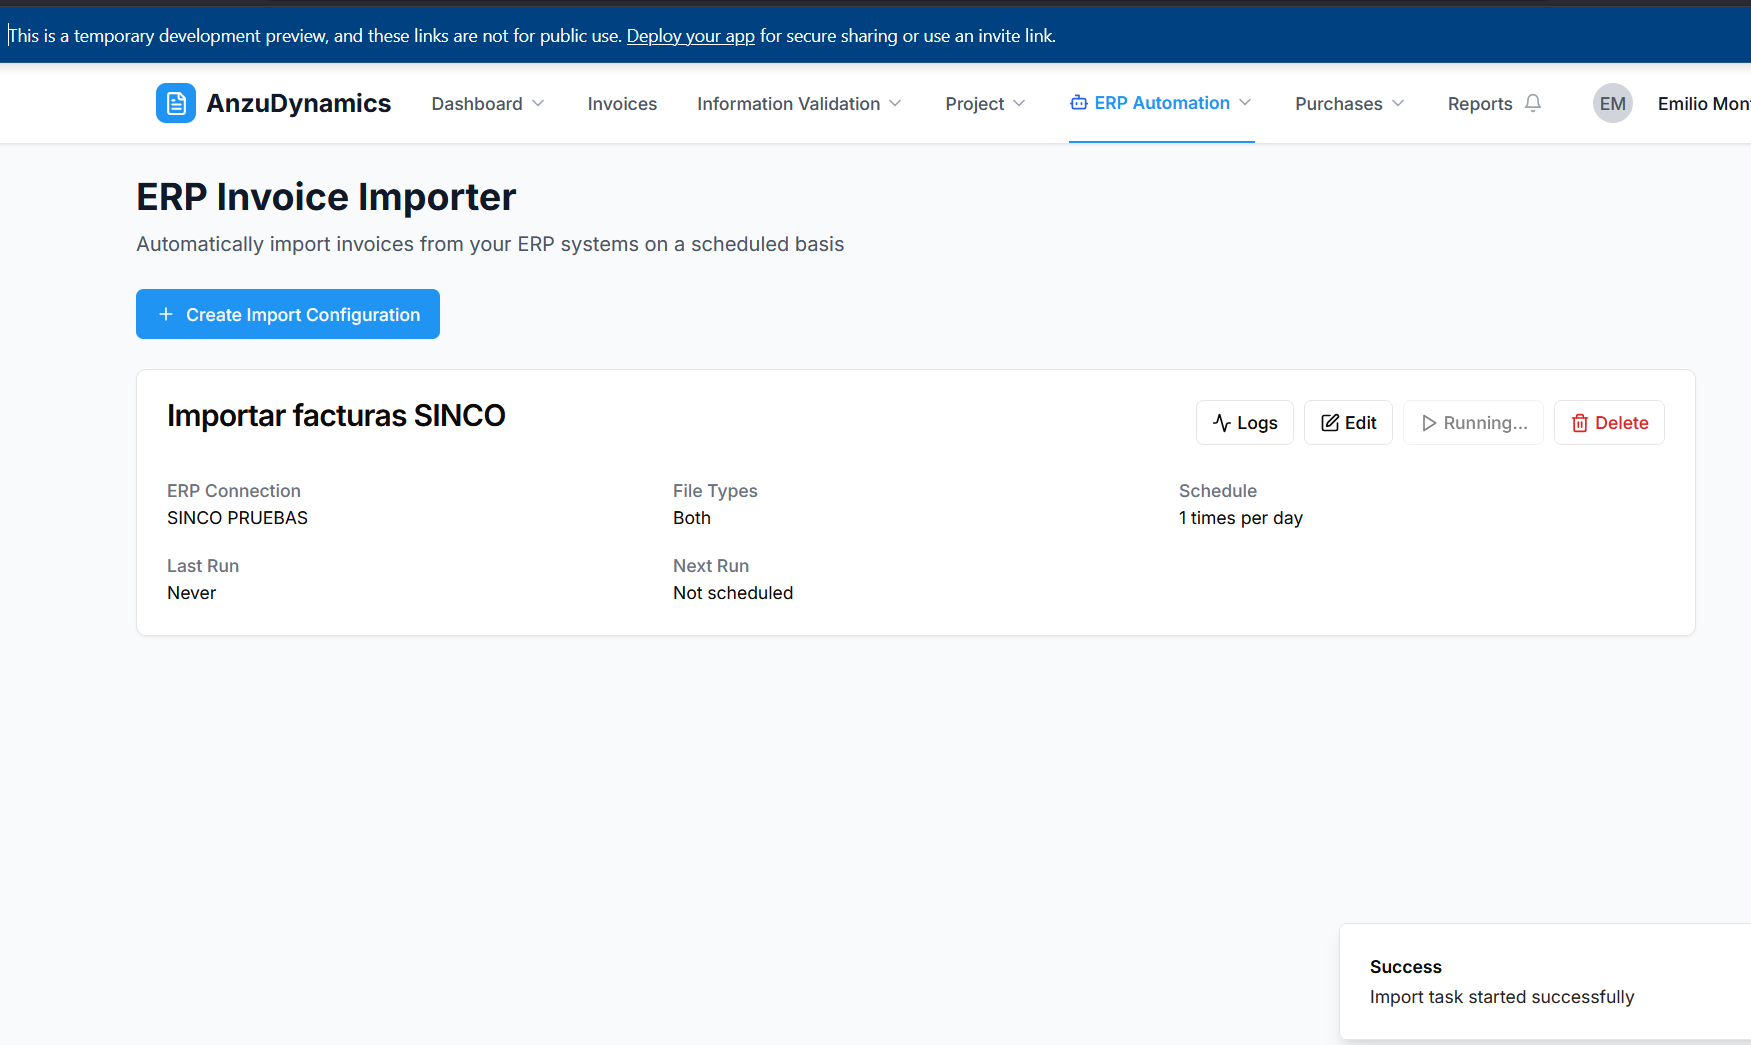 This is a temporary development preview, and these links are not for public use. Deploy your app for secure sharing or use an invite link.
AnzuDynamics Dashboard Invoices Information Validation Project ERP Automation Purchases Reports EM Emilio
ERP Invoice Importer
Automatically import invoices from your ERP systems on a scheduled basis
Create Import Configuration
Importar facturas SINCO
Logs Edit Running... Delete
ERP Connection File Types Schedule
SINCO PRUEBAS Both 1 times per day
Last Run Next Run
Never Not scheduled
Success
Import task started successfully